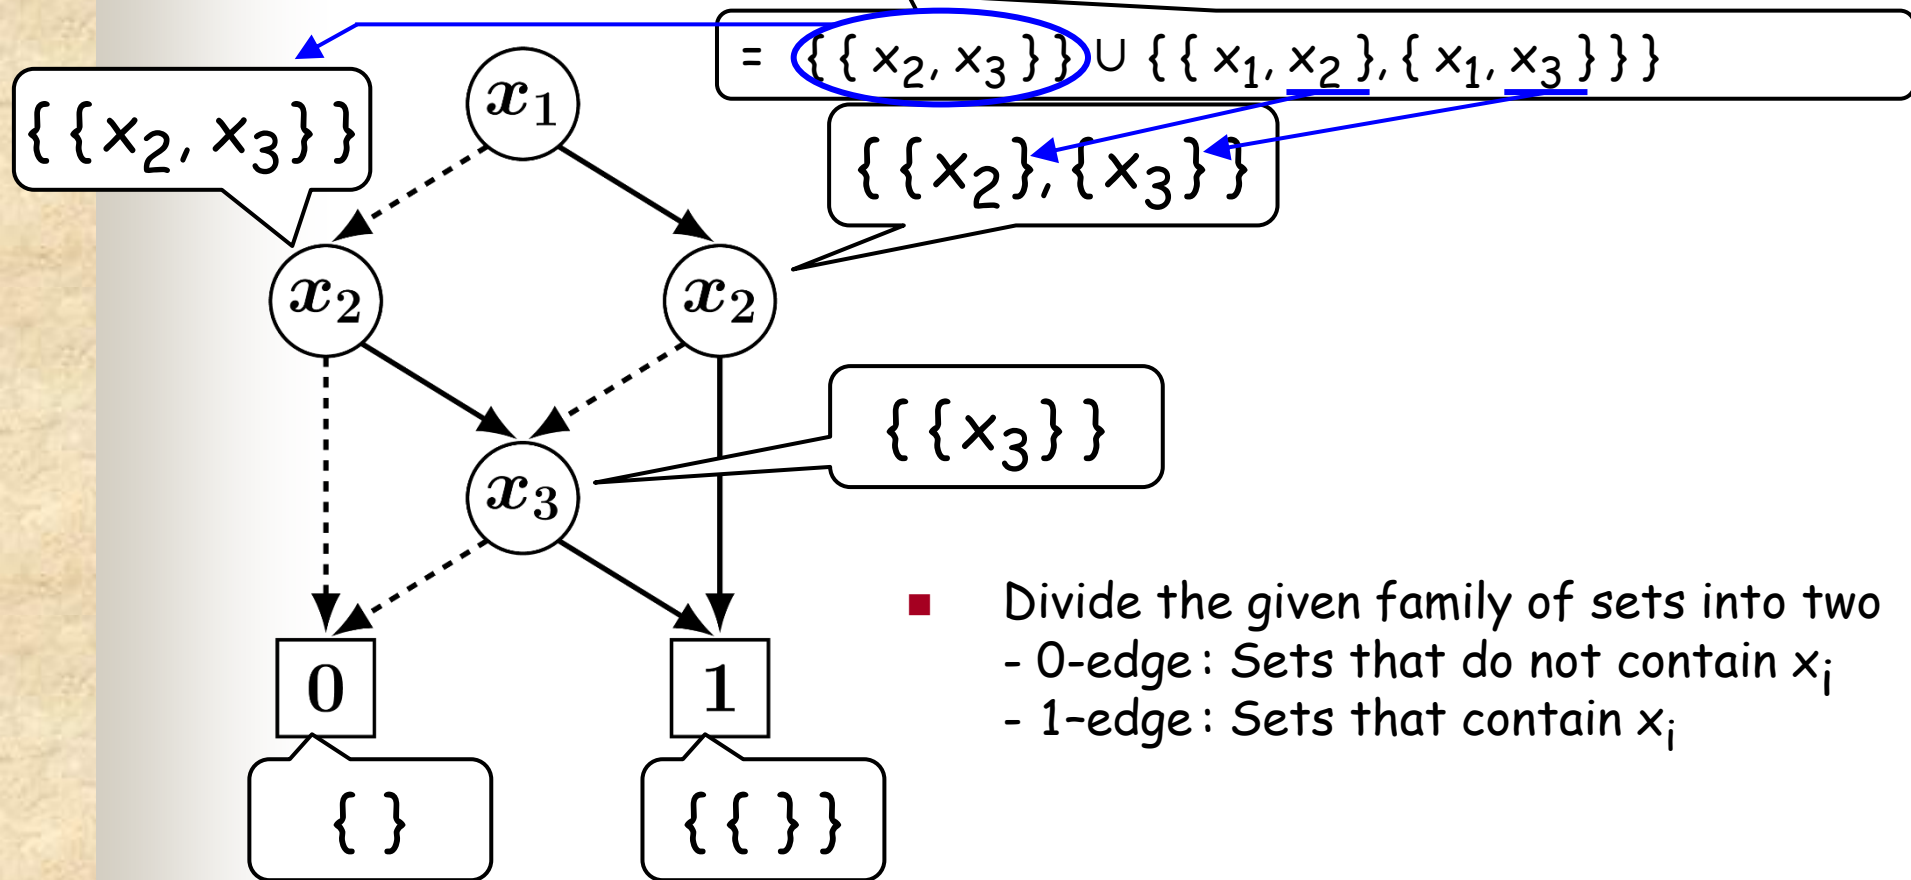 = { { x₂, x₃ } } ∪ { { x₁, x₂ }, { x₁, x₃ } } }
{ {x₂, x₃} }
x₁
{ {x₂}, {x₃} }
x₂
x₂
{ {x₃} }
x₃
Divide the given family of sets into two
- 0-edge : Sets that do not contain xᵢ
- 1-edge : Sets that contain xᵢ
0
1
{ }
{ { } }